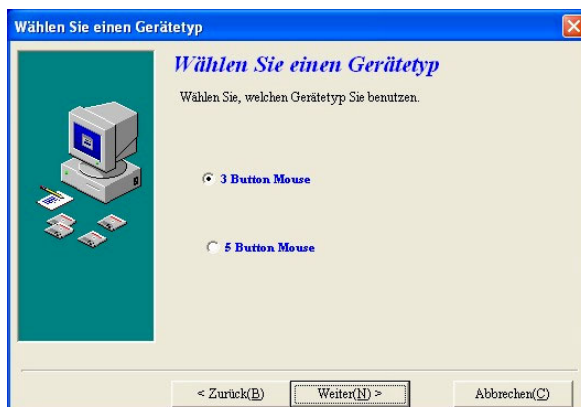 Wählen Sie einen Gerätetyp
Wählen Sie einen Gerätetyp
Wählen Sie, welchen Gerätetyp Sie benutzen.
3 Button Mouse
5 Button Mouse
< Zurück(B)
Weiter(N) >
Abbrechen(C)